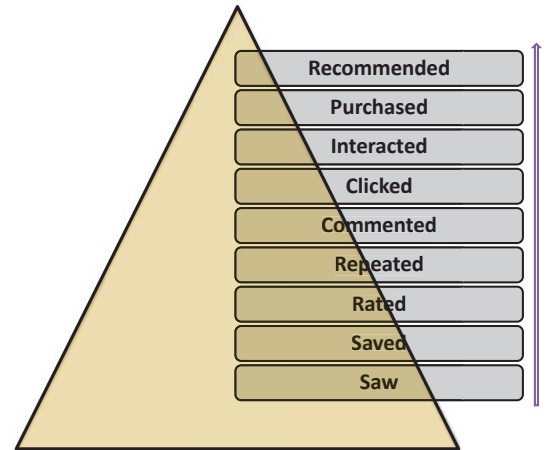 Recommended
Purchased
Interacted
Clicked
Commented
Repeated
Rated
Saved
Saw